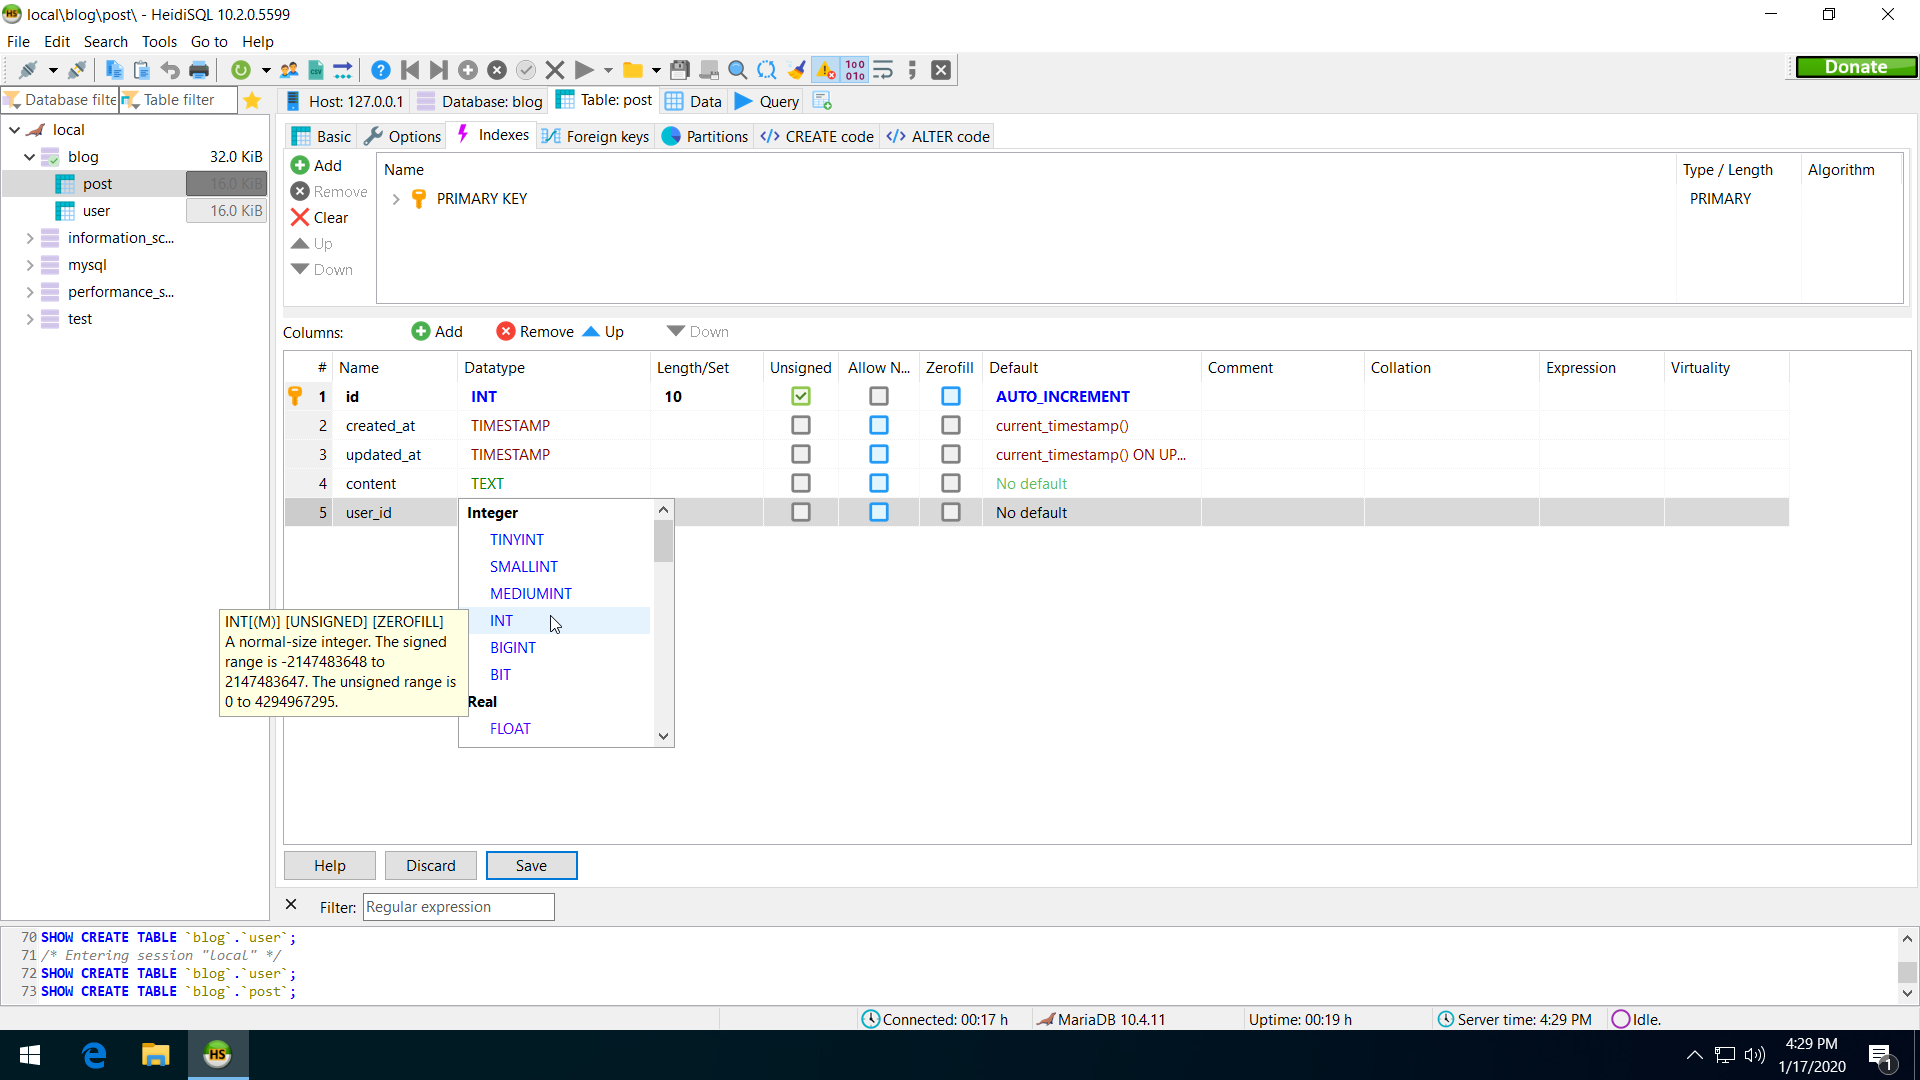 local\blog\post\ - HeidiSQL 10.2.0.5599
File Edit Search Tools Go to Help
Donate
Database filte Table filter
Host: 127.0.0.1 Database: blog Table: post Data Query
local
blog 32.0 KiB
post 16.0 KiB
user 16.0 KiB
information_sc...
mysql
performance_s...
test
Basic Options Indexes Foreign keys Partitions CREATE code ALTER code
Add
Remove
Clear
Up
Down
Name Type / Length Algorithm
PRIMARY KEY PRIMARY
Columns: Add Remove Up Down
# Name Datatype Length/Set Unsigned Allow N... Zerofill Default Comment Collation Expression Virtuality
1 id INT 10 AUTO_INCREMENT
2 created_at TIMESTAMP current_timestamp()
3 updated_at TIMESTAMP current_timestamp() ON UP...
4 content TEXT No default
5 user_id No default
Integer
TINYINT
SMALLINT
MEDIUMINT
INT
BIGINT
BIT
Real
FLOAT
INT[(M)] [UNSIGNED] [ZEROFILL]
A normal-size integer. The signed
range is -2147483648 to
2147483647. The unsigned range is
0 to 4294967295.
Help Discard Save
Filter: Regular expression
70 SHOW CREATE TABLE `blog`.`user`;
71 /* Entering session "local" */
72 SHOW CREATE TABLE `blog`.`user`;
73 SHOW CREATE TABLE `blog`.`post`;
Connected: 00:17 h MariaDB 10.4.11 Uptime: 00:19 h Server time: 4:29 PM Idle.
HS
4:29 PM
1/17/2020
1